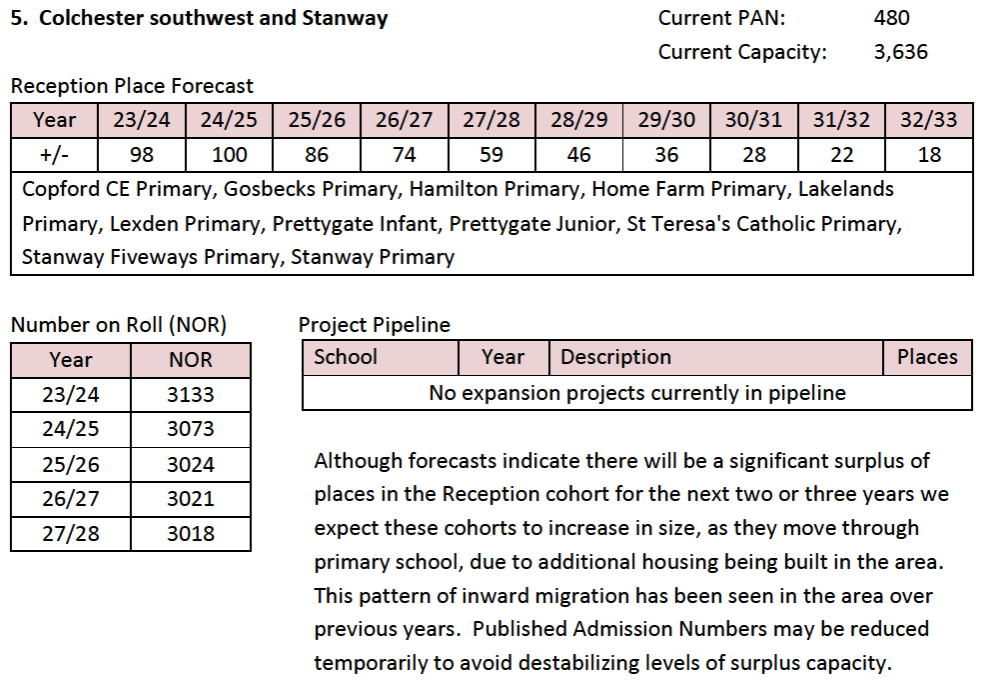 5. Colchester southwest and Stanway
Current PAN: 480
Current Capacity: 3,636
Reception Place Forecast
Year 23/24 24/25 25/26 26/27 27/28 28/29 29/30 30/31 31/32 32/33
+/- 98 100 86 74 59 46 36 28 22 18
Copford CE Primary, Gosbecks Primary, Hamilton Primary, Home Farm Primary, Lakelands
Primary, Lexden Primary, Prettygate Infant, Prettygate Junior, St Teresa's Catholic Primary,
Stanway Fiveways Primary, Stanway Primary
Number on Roll (NOR)
Year NOR
23/24 3133
24/25 3073
25/26 3024
26/27 3021
27/28 3018
Project Pipeline
School Year Description Places
No expansion projects currently in pipeline
Although forecasts indicate there will be a significant surplus of
places in the Reception cohort for the next two or three years we
expect these cohorts to increase in size, as they move through
primary school, due to additional housing being built in the area.
This pattern of inward migration has been seen in the area over
previous years. Published Admission Numbers may be reduced
temporarily to avoid destabilizing levels of surplus capacity.